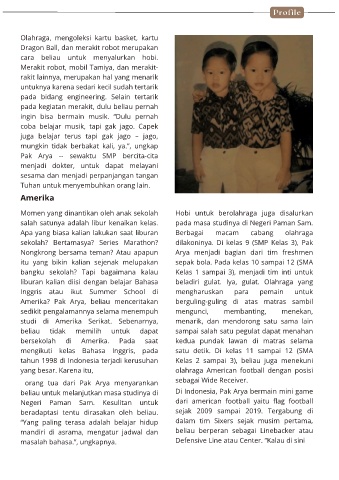 Profile
Olahraga, mengoleksi kartu basket, kartu
Dragon Ball, dan merakit robot merupakan
cara beliau untuk menyalurkan hobi.
Merakit robot, mobil Tamiya, dan merakit-
rakit lainnya, merupakan hal yang menarik
untuknya karena sedari kecil sudah tertarik
pada bidang engineering. Selain tertarik
pada kegiatan merakit, dulu beliau pernah
ingin bisa bermain musik. “Dulu pernah
coba belajar musik, tapi gak jago. Capek
juga belajar terus tapi gak jago – jago,
mungkin tidak berbakat kali, ya.”, ungkap
Pak Arya -- sewaktu SMP bercita-cita
menjadi dokter, untuk dapat melayani
sesama dan menjadi perpanjangan tangan
Tuhan untuk menyembuhkan orang lain.
Amerika
Momen yang dinantikan oleh anak sekolah
salah satunya adalah libur kenaikan kelas.
Apa yang biasa kalian lakukan saat liburan
sekolah? Bertamasya? Series Marathon?
Nongkrong bersama teman? Atau apapun
itu yang bikin kalian sejenak melupakan
bangku sekolah? Tapi bagaimana kalau
liburan kalian diisi dengan belajar Bahasa
Inggris atau ikut Summer School di
Amerika? Pak Arya, beliau menceritakan
sedikit pengalamannya selama menempuh
studi di Amerika Serikat. Sebenarnya,
beliau tidak memilih untuk dapat
bersekolah di Amerika. Pada saat
mengikuti kelas Bahasa Inggris, pada
tahun 1998 di Indonesia terjadi kerusuhan
yang besar. Karena itu,
orang tua dari Pak Arya menyarankan
beliau untuk melanjutkan masa studinya di
Negeri Paman Sam. Kesulitan untuk
beradaptasi tentu dirasakan oleh beliau.
“Yang paling terasa adalah belajar hidup
mandiri di asrama, mengatur jadwal dan
masalah bahasa.”, ungkapnya.
Hobi untuk berolahraga juga disalurkan
pada masa studinya di Negeri Paman Sam.
Berbagai macam cabang olahraga
dilakoninya. Di kelas 9 (SMP Kelas 3), Pak
Arya menjadi bagian dari tim freshmen
sepak bola. Pada kelas 10 sampai 12 (SMA
Kelas 1 sampai 3), menjadi tim inti untuk
beladiri gulat. Iya, gulat. Olahraga yang
mengharuskan para pemain untuk
berguling-guling di atas matras sambil
mengunci, membanting, menekan,
menarik, dan mendorong satu sama lain
sampai salah satu pegulat dapat menahan
kedua pundak lawan di matras selama
satu detik. Di kelas 11 sampai 12 (SMA
Kelas 2 sampai 3), beliau juga menekuni
olahraga American football dengan posisi
sebagai Wide Receiver.
Di Indonesia, Pak Arya bermain mini game
dari american football yaitu flag football
sejak 2009 sampai 2019. Tergabung di
dalam tim Sixers sejak musim pertama,
beliau berperan sebagai Linebacker atau
Defensive Line atau Center. “Kalau di sini